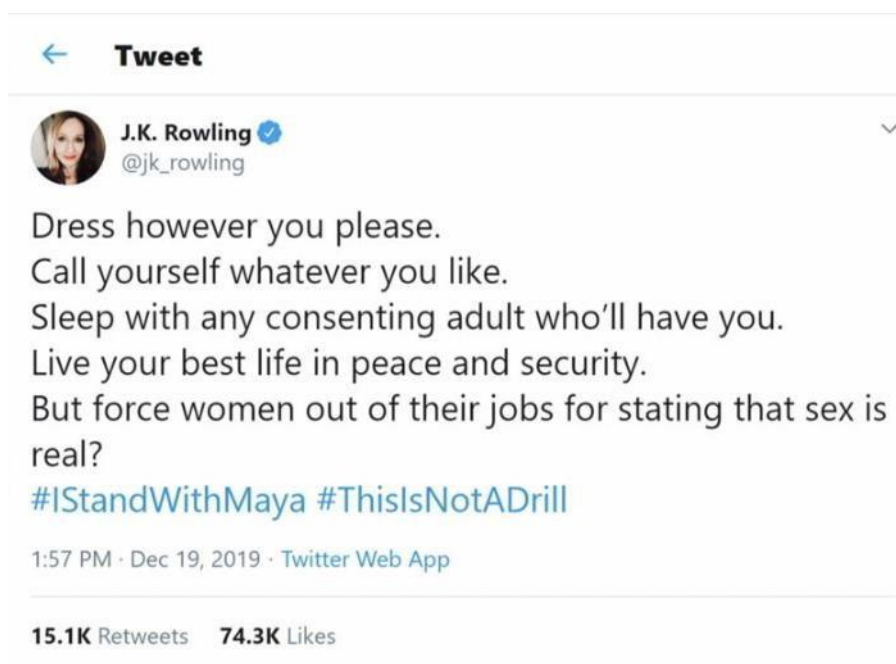 ← Tweet
J.K. Rowling
@jk_rowling
Dress however you please.
Call yourself whatever you like.
Sleep with any consenting adult who'll have you.
Live your best life in peace and security.
But force women out of their jobs for stating that sex is
real?
#IStandWithMaya #ThisIsNotADrill
1:57 PM · Dec 19, 2019 · Twitter Web App
15.1K Retweets 74.3K Likes